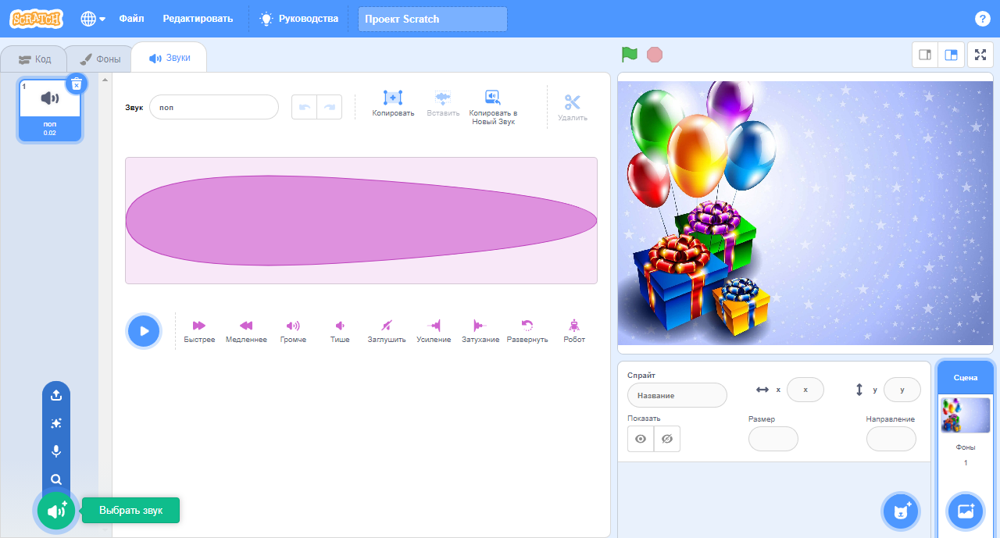 SCRATCH Файл Редактировать Руководства Проект Scratch ?
Код Фоны Звуки
1
поп
0.02
Звук поп Копировать Вставить Копировать в Новый Звук Удалить
Быстрее Медленнее Громче Тише Заглушить Усиление Затухание Развернуть Робот
Выбрать звук
Спрайт
Название x x y y
Показать Размер Направление
Сцена
Фоны
1